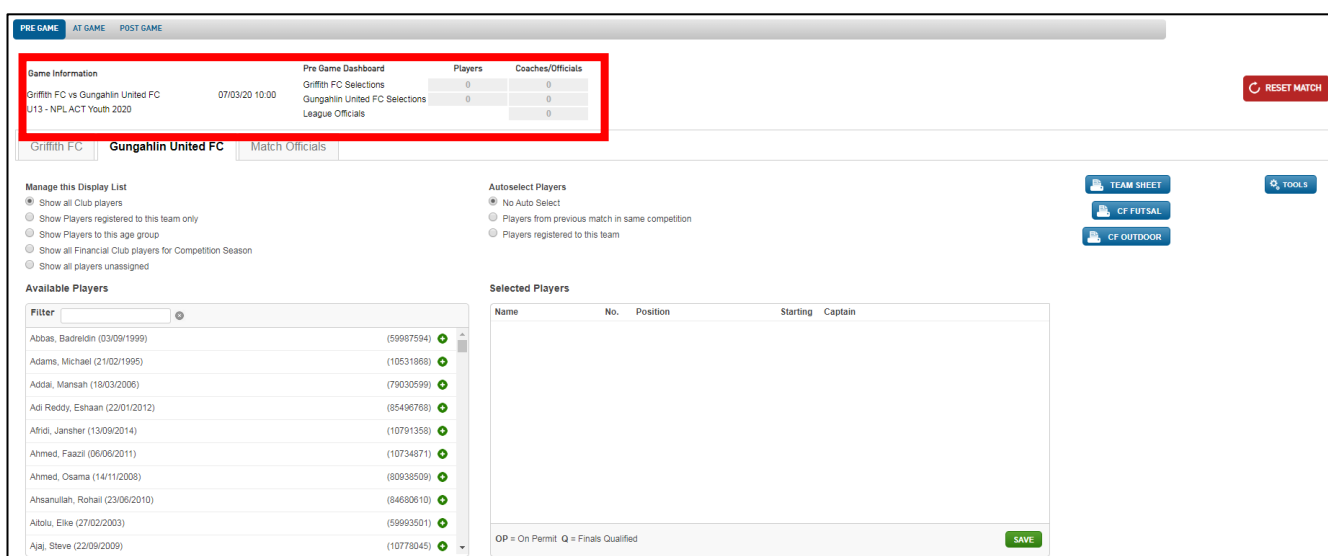 PRE GAME AT GAME POST GAME
Game Information
Griffith FC vs Gungahlin United FC 07/03/20 10:00
U13 - NPL ACT Youth 2020
Pre Game Dashboard Players Coaches/Officials
Griffith FC Selections 0 0
Gungahlin United FC Selections 0 0
League Officials 0
RESET MATCH
Griffith FC Gungahlin United FC Match Officials
Manage this Display List
Show all Club players
Show Players registered to this team only
Show Players to this age group
Show all Financial Club players for Competition Season
Show all players unassigned
Autoselect Players
No Auto Select
Players from previous match in same competition
Players registered to this team
TEAM SHEET
CF FUTSAL
CF OUTDOOR
TOOLS
Available Players
Filter
Abbas, Badreldin (03/09/1999) (59987594)
Adams, Michael (21/02/1995) (10531868)
Addai, Mansah (18/03/2006) (79030599)
Adi Reddy, Eshaan (22/01/2012) (85496768)
Afridi, Jansher (13/09/2014) (10791358)
Ahmed, Faazil (06/06/2011) (10734871)
Ahmed, Osama (14/11/2008) (80938509)
Ahsanullah, Rohail (23/06/2010) (84680610)
Aitolu, Elke (27/02/2003) (59993501)
Ajaj, Steve (22/09/2009) (10778045)
Selected Players
Name No. Position Starting Captain
OP = On Permit Q = Finals Qualified
SAVE